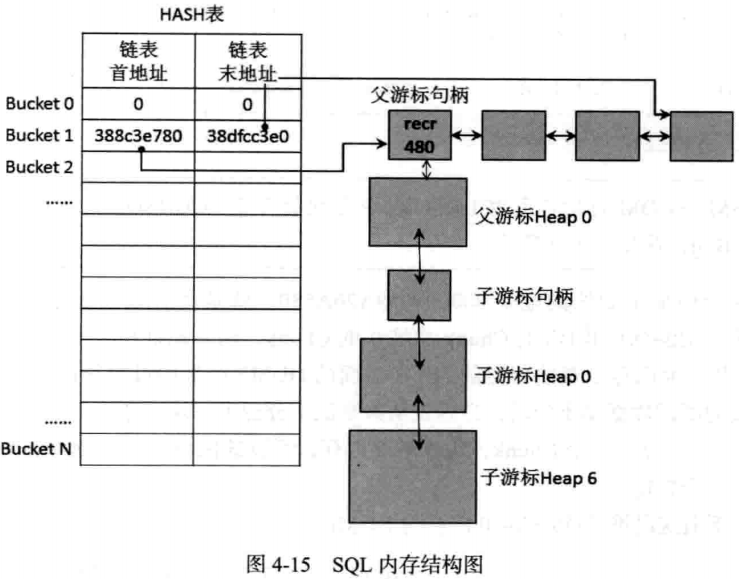 HASH表
链表
首地址
链表
末地址
Bucket 0
0
0
Bucket 1
388c3e780
38dfcc3e0
Bucket 2
......
......
Bucket N
父游标句柄
recr
480
父游标Heap 0
子游标句柄
子游标Heap 0
子游标Heap 6
图 4-15 SQL 内存结构图